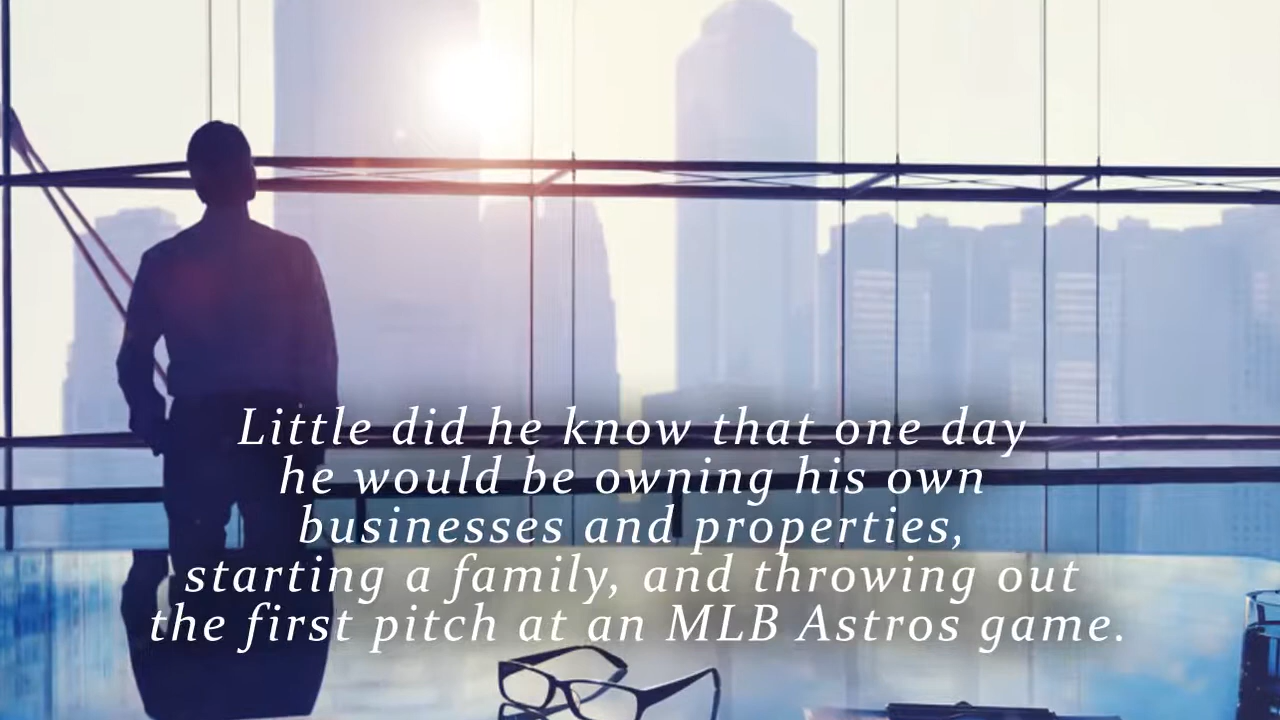 Little did he know that one day
he would be owning his own
businesses and properties,
starting a family, and throwing out
the first pitch at an MLB Astros game.